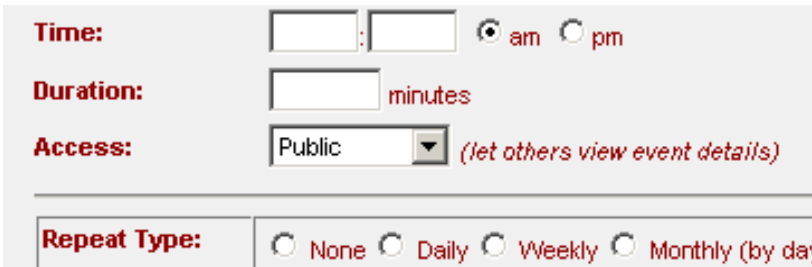 Time: : am pm
Duration: minutes
Access: Public (let others view event details)
Repeat Type: None Daily Weekly Monthly (by